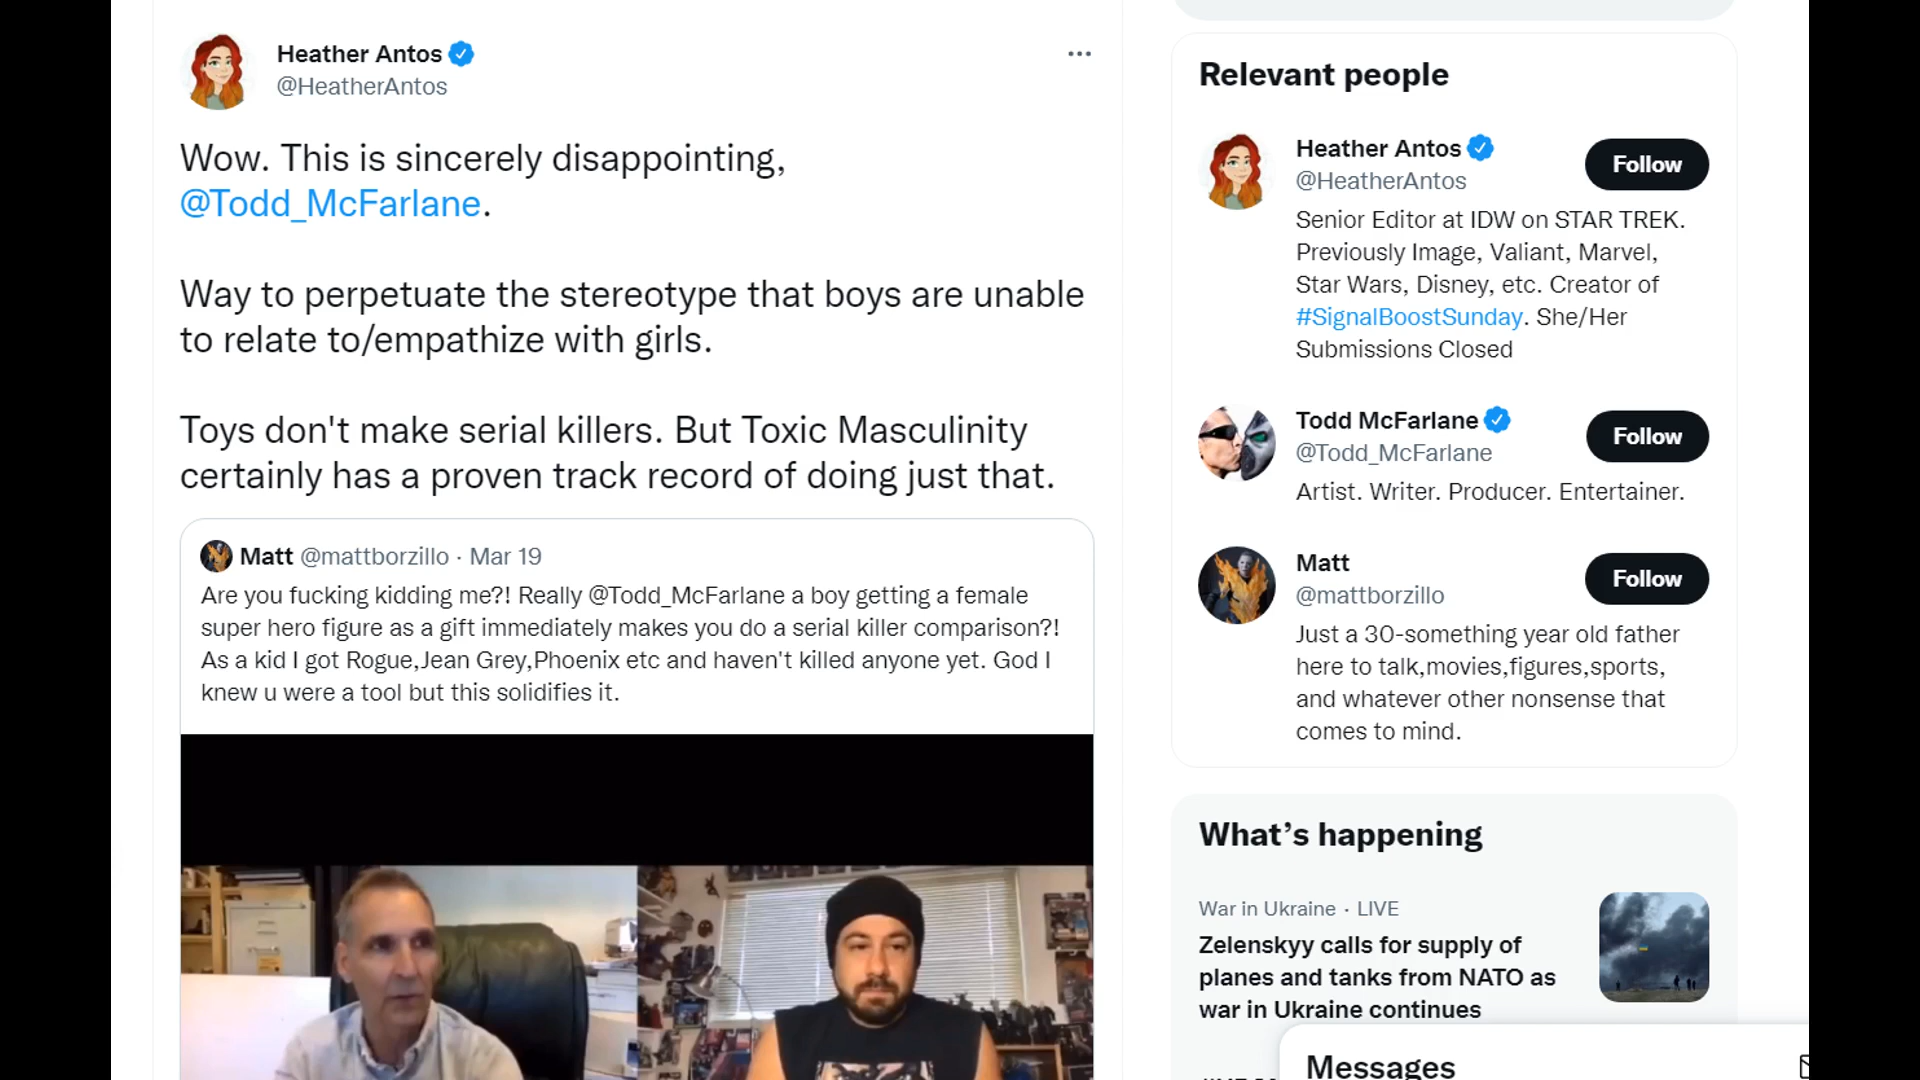 Heather Antos
@HeatherAntos
Wow. This is sincerely disappointing,
@Todd_McFarlane.
Way to perpetuate the stereotype that boys are unable
to relate to/empathize with girls.
Toys don't make serial killers. But Toxic Masculinity
certainly has a proven track record of doing just that.
Matt @mattborzillo · Mar 19
Are you fucking kidding me?! Really @Todd_McFarlane a boy getting a female
super hero figure as a gift immediately makes you do a serial killer comparison?!
As a kid I got Rogue,Jean Grey,Phoenix etc and haven't killed anyone yet. God I
knew u were a tool but this solidifies it.
Relevant people
Heather Antos
@HeatherAntos
Follow
Senior Editor at IDW on STAR TREK.
Previously Image, Valiant, Marvel,
Star Wars, Disney, etc. Creator of
#SignalBoostSunday. She/Her
Submissions Closed
Todd McFarlane
@Todd_McFarlane
Follow
Artist. Writer. Producer. Entertainer.
Matt
@mattborzillo
Follow
Just a 30-something year old father
here to talk,movies,figures,sports,
and whatever other nonsense that
comes to mind.
What's happening
War in Ukraine · LIVE
Zelenskyy calls for supply of
planes and tanks from NATO as
war in Ukraine continues
Messages